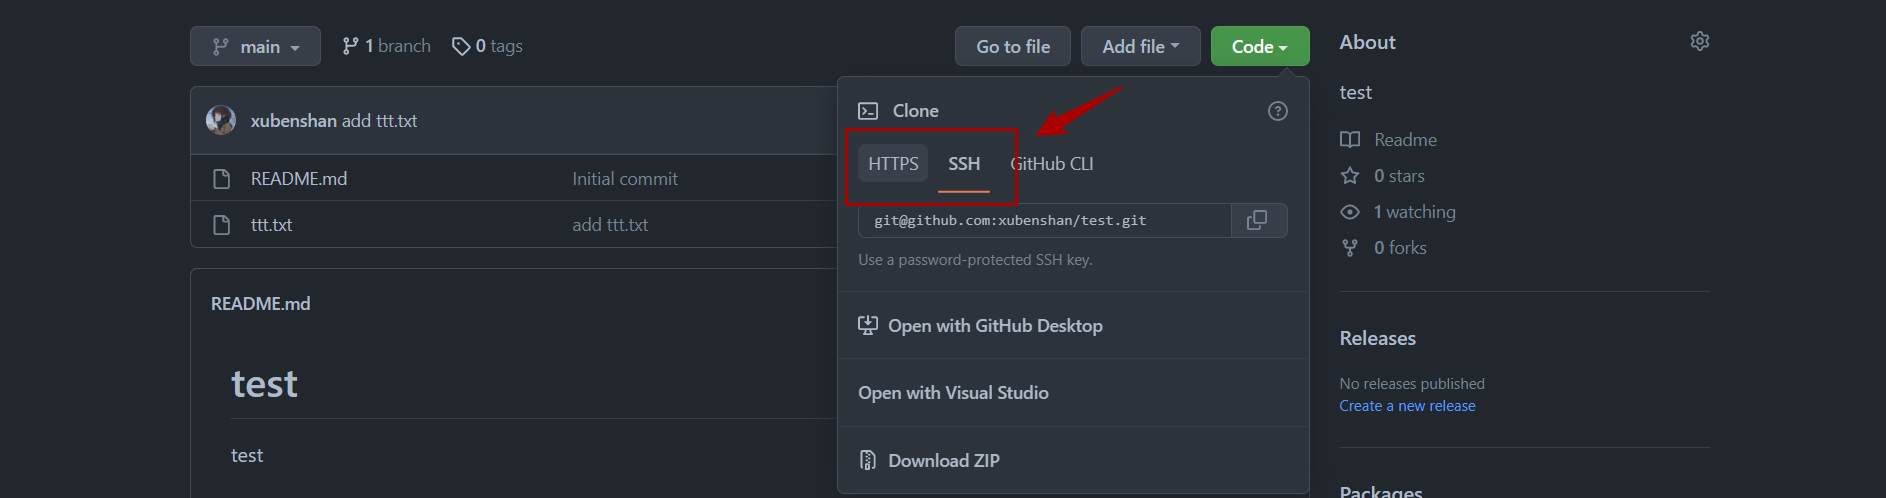 main
1 branch
0 tags
Go to file
Add file
Code
xubenshan add ttt.txt
README.md
Initial commit
ttt.txt
add ttt.txt
README.md
test
test
Clone
HTTPS
SSH
GitHub CLI
git@github.com:xubenshan/test.git
Use a password-protected SSH key.
Open with GitHub Desktop
Open with Visual Studio
Download ZIP
About
test
Readme
0 stars
1 watching
0 forks
Releases
No releases published
Create a new release
Packages